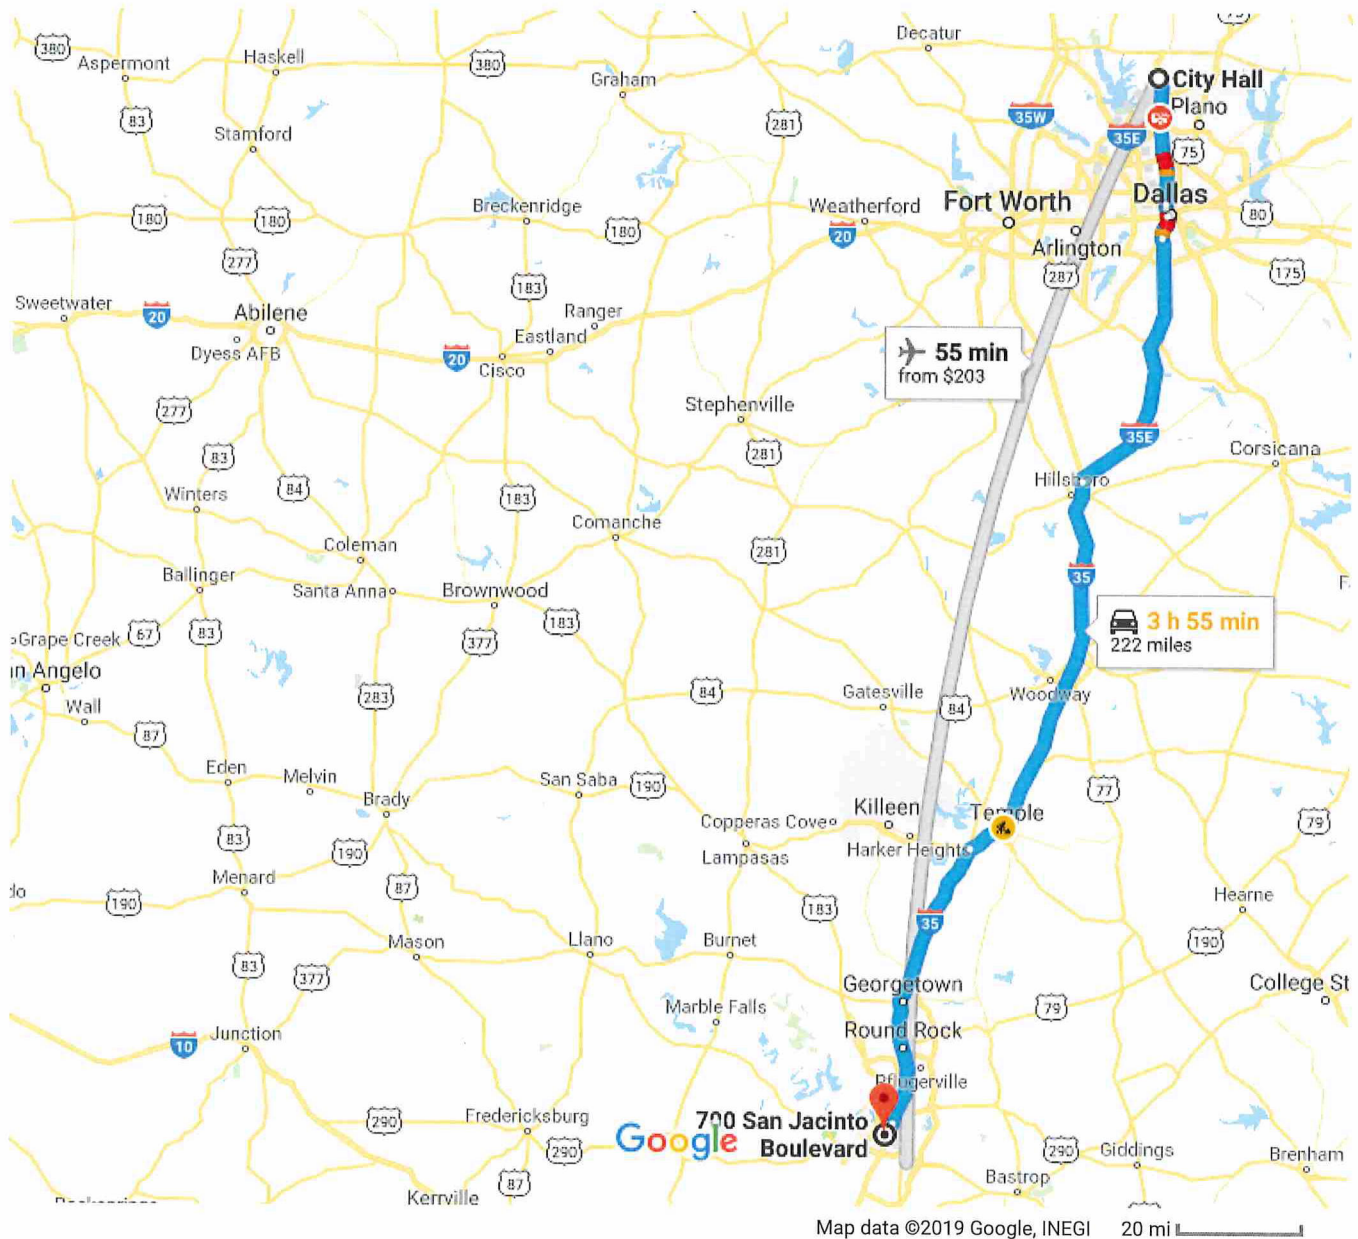 75
380
Aspermont
Haskell
380
Decatur
Graham
City Hall
Plano
83
Stamford
281
35W
35E
75
180
180
Breckenridge
180
Weatherford
20
Fort Worth
Dallas
80
Arlington
277
183
287
175
Sweetwater
20
Abilene
Ranger
Dyess AFB
20
Eastland
Cisco
55 min
from $203
277
Stephenville
35E
83
281
Corsicana
84
183
Hillsboro
Winters
Comanche
Coleman
281
35
Ballinger
Santa Anna
Brownwood
Grape Creek
67
83
377
183
3 h 55 min
222 miles
n Angelo
Wall
283
84
Gatesville
84
Woodway
87
Eden
Melvin
Brady
San Saba
190
77
Killeen
Temple
Copperas Cove
Harker Heights
Lampasas
79
83
190
Menard
87
190
183
35
Hearne
190
Mason
Llano
Burnet
83
377
Georgetown
College St
Marble Falls
79
Round Rock
10
Junction
Pflugerville
290
Fredericksburg
290
Google
700 San Jacinto
Boulevard
290
Giddings
Brenham
87
Kerrville
Bastrop
Map data ©2019 Google, INEGI
20 mi